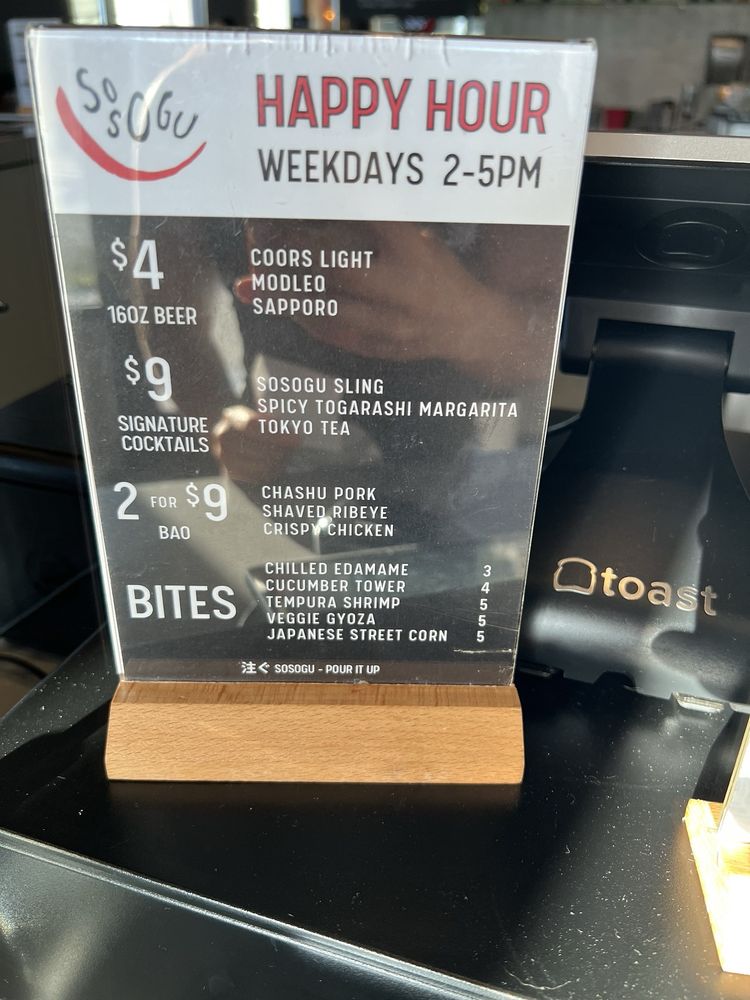 SOSOGU
HAPPY HOUR
WEEKDAYS 2-5PM
$4
16OZ BEER
COORS LIGHT
MODLEO
SAPPORO
$9
SIGNATURE
COCKTAILS
SOSOGU SLING
SPICY TOGARASHI MARGARITA
TOKYO TEA
2 FOR $9
BAO
CHASHU PORK
SHAVED RIBEYE
CRISPY CHICKEN
BITES
CHILLED EDAMAME 3
CUCUMBER TOWER 4
TEMPURA SHRIMP 5
VEGGIE GYOZA 5
JAPANESE STREET CORN 5
注ぐ SOSOGU - POUR IT UP
toast